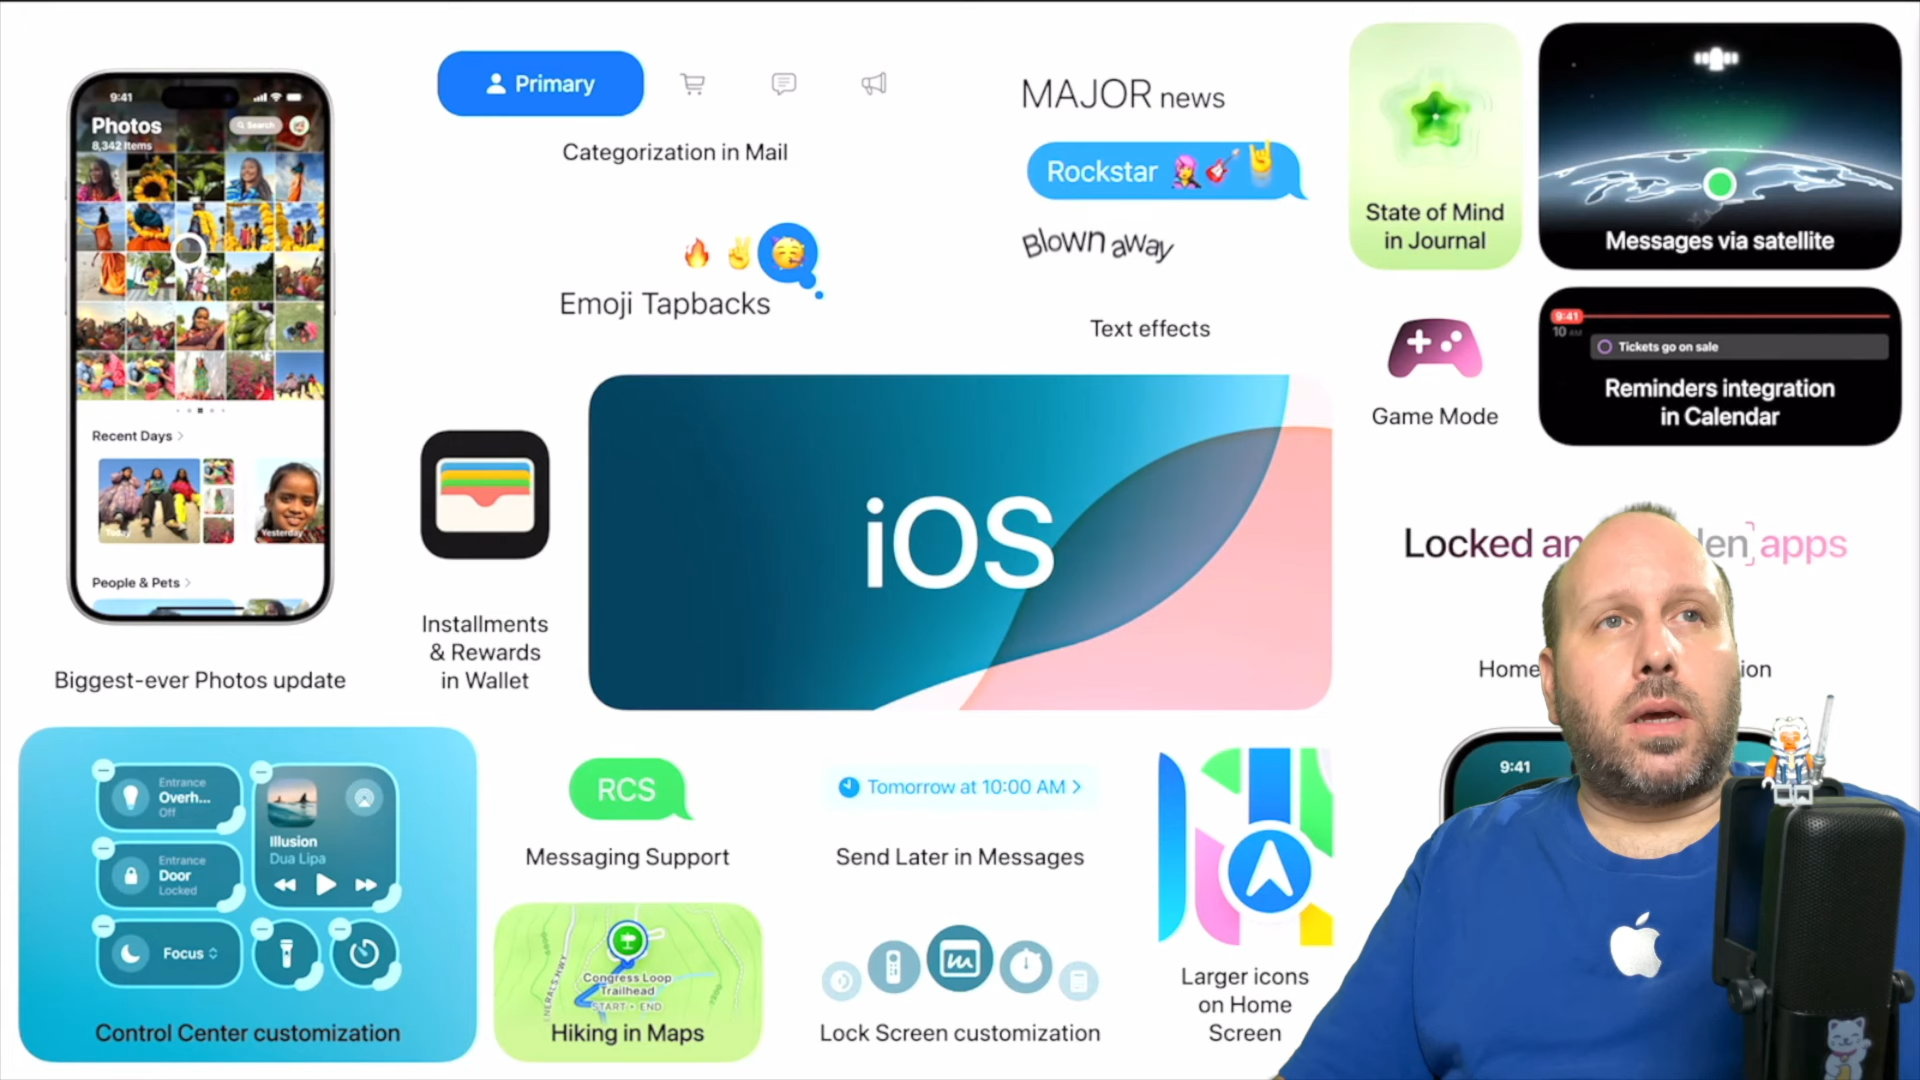 9:41
Photos
Search
8,342 Items
Today
Yesterday
Recent Days >
People & Pets >
Biggest-ever Photos update
Primary
Categorization in Mail
Emoji Tapbacks
MAJOR news
Rockstar
Blown away
Text effects
State of Mind
in Journal
Messages via satellite
Game Mode
9:41
10 AM
Tickets go on sale
Reminders integration
in Calendar
Installments
& Rewards
in Wallet
iOS
Locked an
den apps
Home
ion
9:41
Entrance
Overh...
Off
Entrance
Door
Locked
Illusion
Dua Lipa
Focus
Control Center customization
RCS
Messaging Support
Congress Loop
Trailhead
START • END
Hiking in Maps
Tomorrow at 10:00 AM >
Send Later in Messages
Lock Screen customization
Larger icons
on Home
Screen